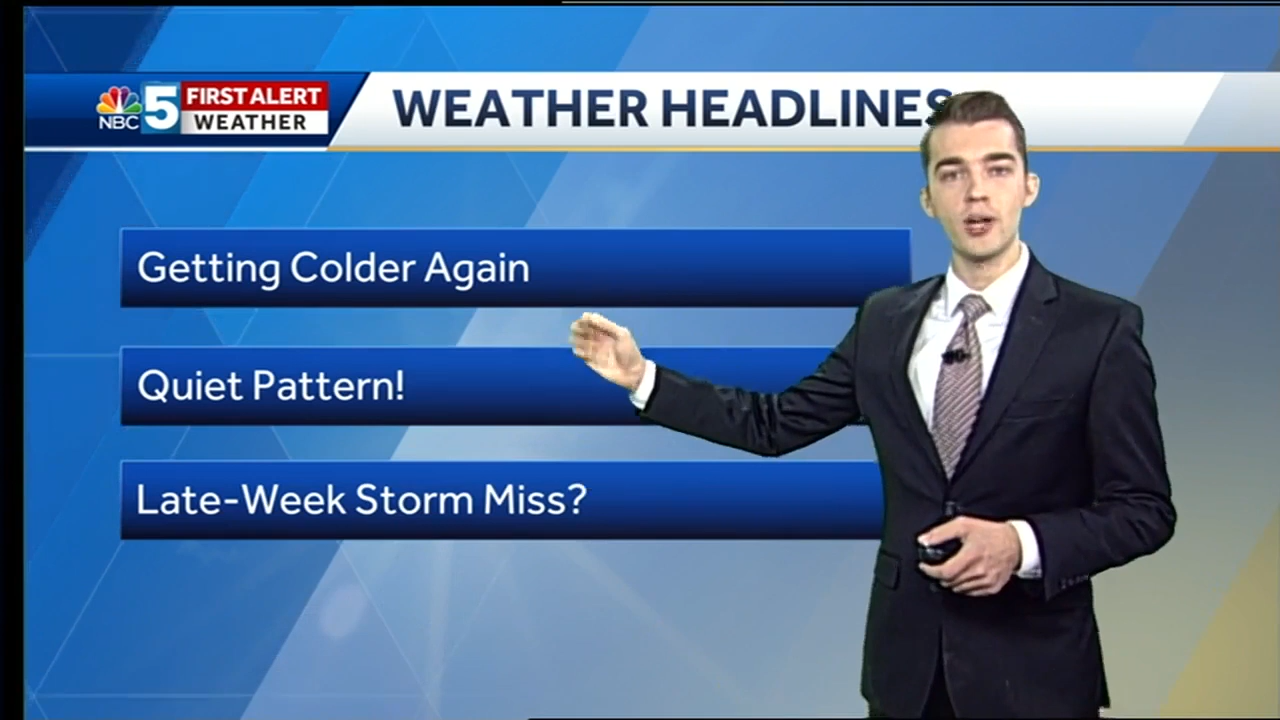 NBC 5 FIRST ALERT
WEATHER
WEATHER HEADLINES
Getting Colder Again
Quiet Pattern!
Late-Week Storm Miss?